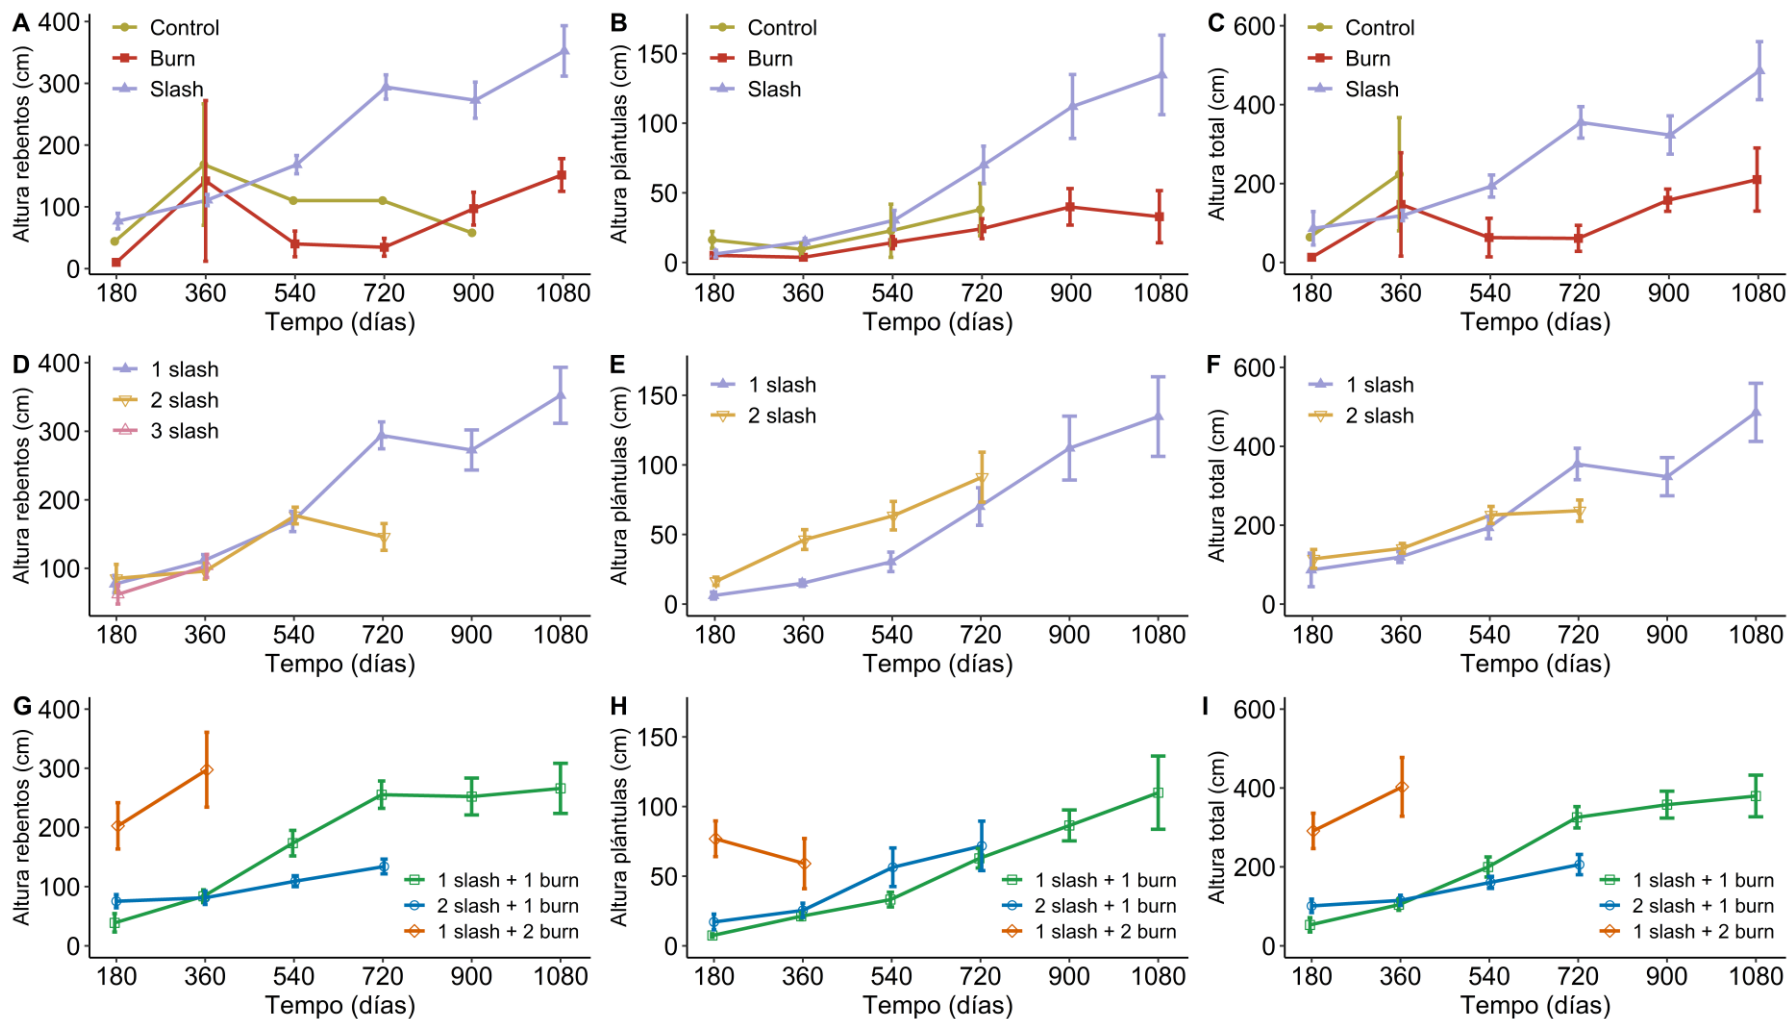 A
Altura rebentos (cm)
400
300
200
100
0
Control
Burn
Slash
180 360 540 720 900 1080
Tempo (días)
B
Altura plántulas (cm)
150
100
50
0
Control
Burn
Slash
180 360 540 720 900 1080
Tempo (días)
C
Altura total (cm)
600
400
200
0
Control
Burn
Slash
180 360 540 720 900 1080
Tempo (días)
D
Altura rebentos (cm)
400
300
200
100
1 slash
2 slash
3 slash
180 360 540 720 900 1080
Tempo (días)
E
Altura plántulas (cm)
150
100
50
0
1 slash
2 slash
180 360 540 720 900 1080
Tempo (días)
F
Altura total (cm)
600
400
200
0
1 slash
2 slash
180 360 540 720 900 1080
Tempo (días)
G
Altura rebentos (cm)
400
300
200
100
0
1 slash + 1 burn
2 slash + 1 burn
1 slash + 2 burn
180 360 540 720 900 1080
Tempo (días)
H
Altura plántulas (cm)
150
100
50
0
1 slash + 1 burn
2 slash + 1 burn
1 slash + 2 burn
180 360 540 720 900 1080
Tempo (días)
I
Altura total (cm)
600
400
200
0
1 slash + 1 burn
2 slash + 1 burn
1 slash + 2 burn
180 360 540 720 900 1080
Tempo (días)